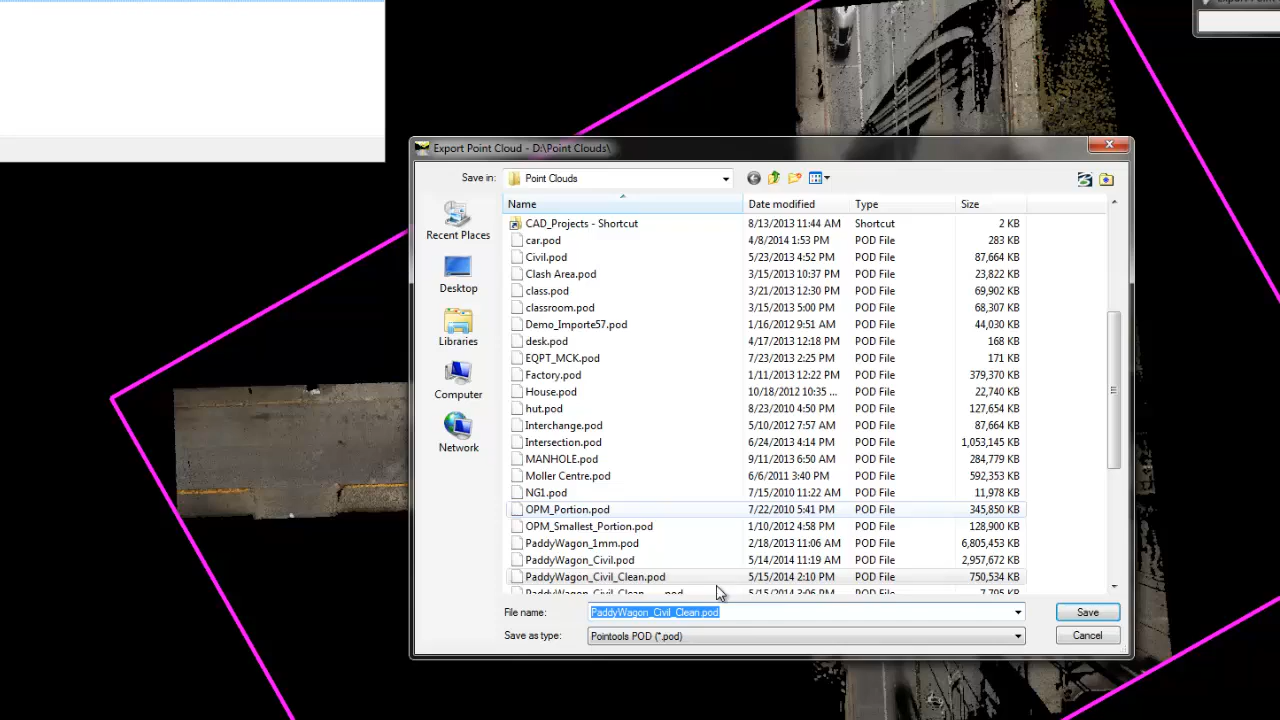 Export Point Cloud - D:\Point Clouds\
Save in: Point Clouds
Name Date modified Type Size
CAD_Projects - Shortcut 8/13/2013 11:44 AM Shortcut 2 KB
car.pod 4/8/2014 1:53 PM POD File 283 KB
Civil.pod 5/23/2013 4:52 PM POD File 87,664 KB
Clash Area.pod 3/15/2013 10:37 PM POD File 23,822 KB
class.pod 3/21/2013 12:30 PM POD File 69,902 KB
classroom.pod 3/15/2013 5:00 PM POD File 68,307 KB
Demo_Importe57.pod 1/16/2012 9:51 AM POD File 44,030 KB
desk.pod 4/17/2013 12:18 PM POD File 168 KB
EQPT_MCK.pod 7/23/2013 2:25 PM POD File 171 KB
Factory.pod 1/11/2013 12:22 PM POD File 379,370 KB
House.pod 10/18/2012 10:35 ... POD File 22,740 KB
hut.pod 8/23/2010 4:50 PM POD File 127,654 KB
Interchange.pod 5/10/2012 7:57 AM POD File 87,664 KB
Intersection.pod 6/24/2013 4:14 PM POD File 1,053,145 KB
MANHOLE.pod 9/11/2013 6:50 AM POD File 284,779 KB
Moller Centre.pod 6/6/2011 3:40 PM POD File 592,353 KB
NG1.pod 7/15/2010 11:22 AM POD File 11,978 KB
OPM_Portion.pod 7/22/2010 5:41 PM POD File 345,850 KB
OPM_Smallest_Portion.pod 1/10/2012 4:58 PM POD File 128,900 KB
PaddyWagon_1mm.pod 2/18/2013 11:06 AM POD File 6,805,453 KB
PaddyWagon_Civil.pod 5/14/2014 11:19 AM POD File 2,957,672 KB
PaddyWagon_Civil_Clean.pod 5/15/2014 2:10 PM POD File 750,534 KB
Recent Places
Desktop
Libraries
Computer
Network
File name: PaddyWagon_Civil_Clean.pod Save
Save as type: Pointools POD (*.pod) Cancel